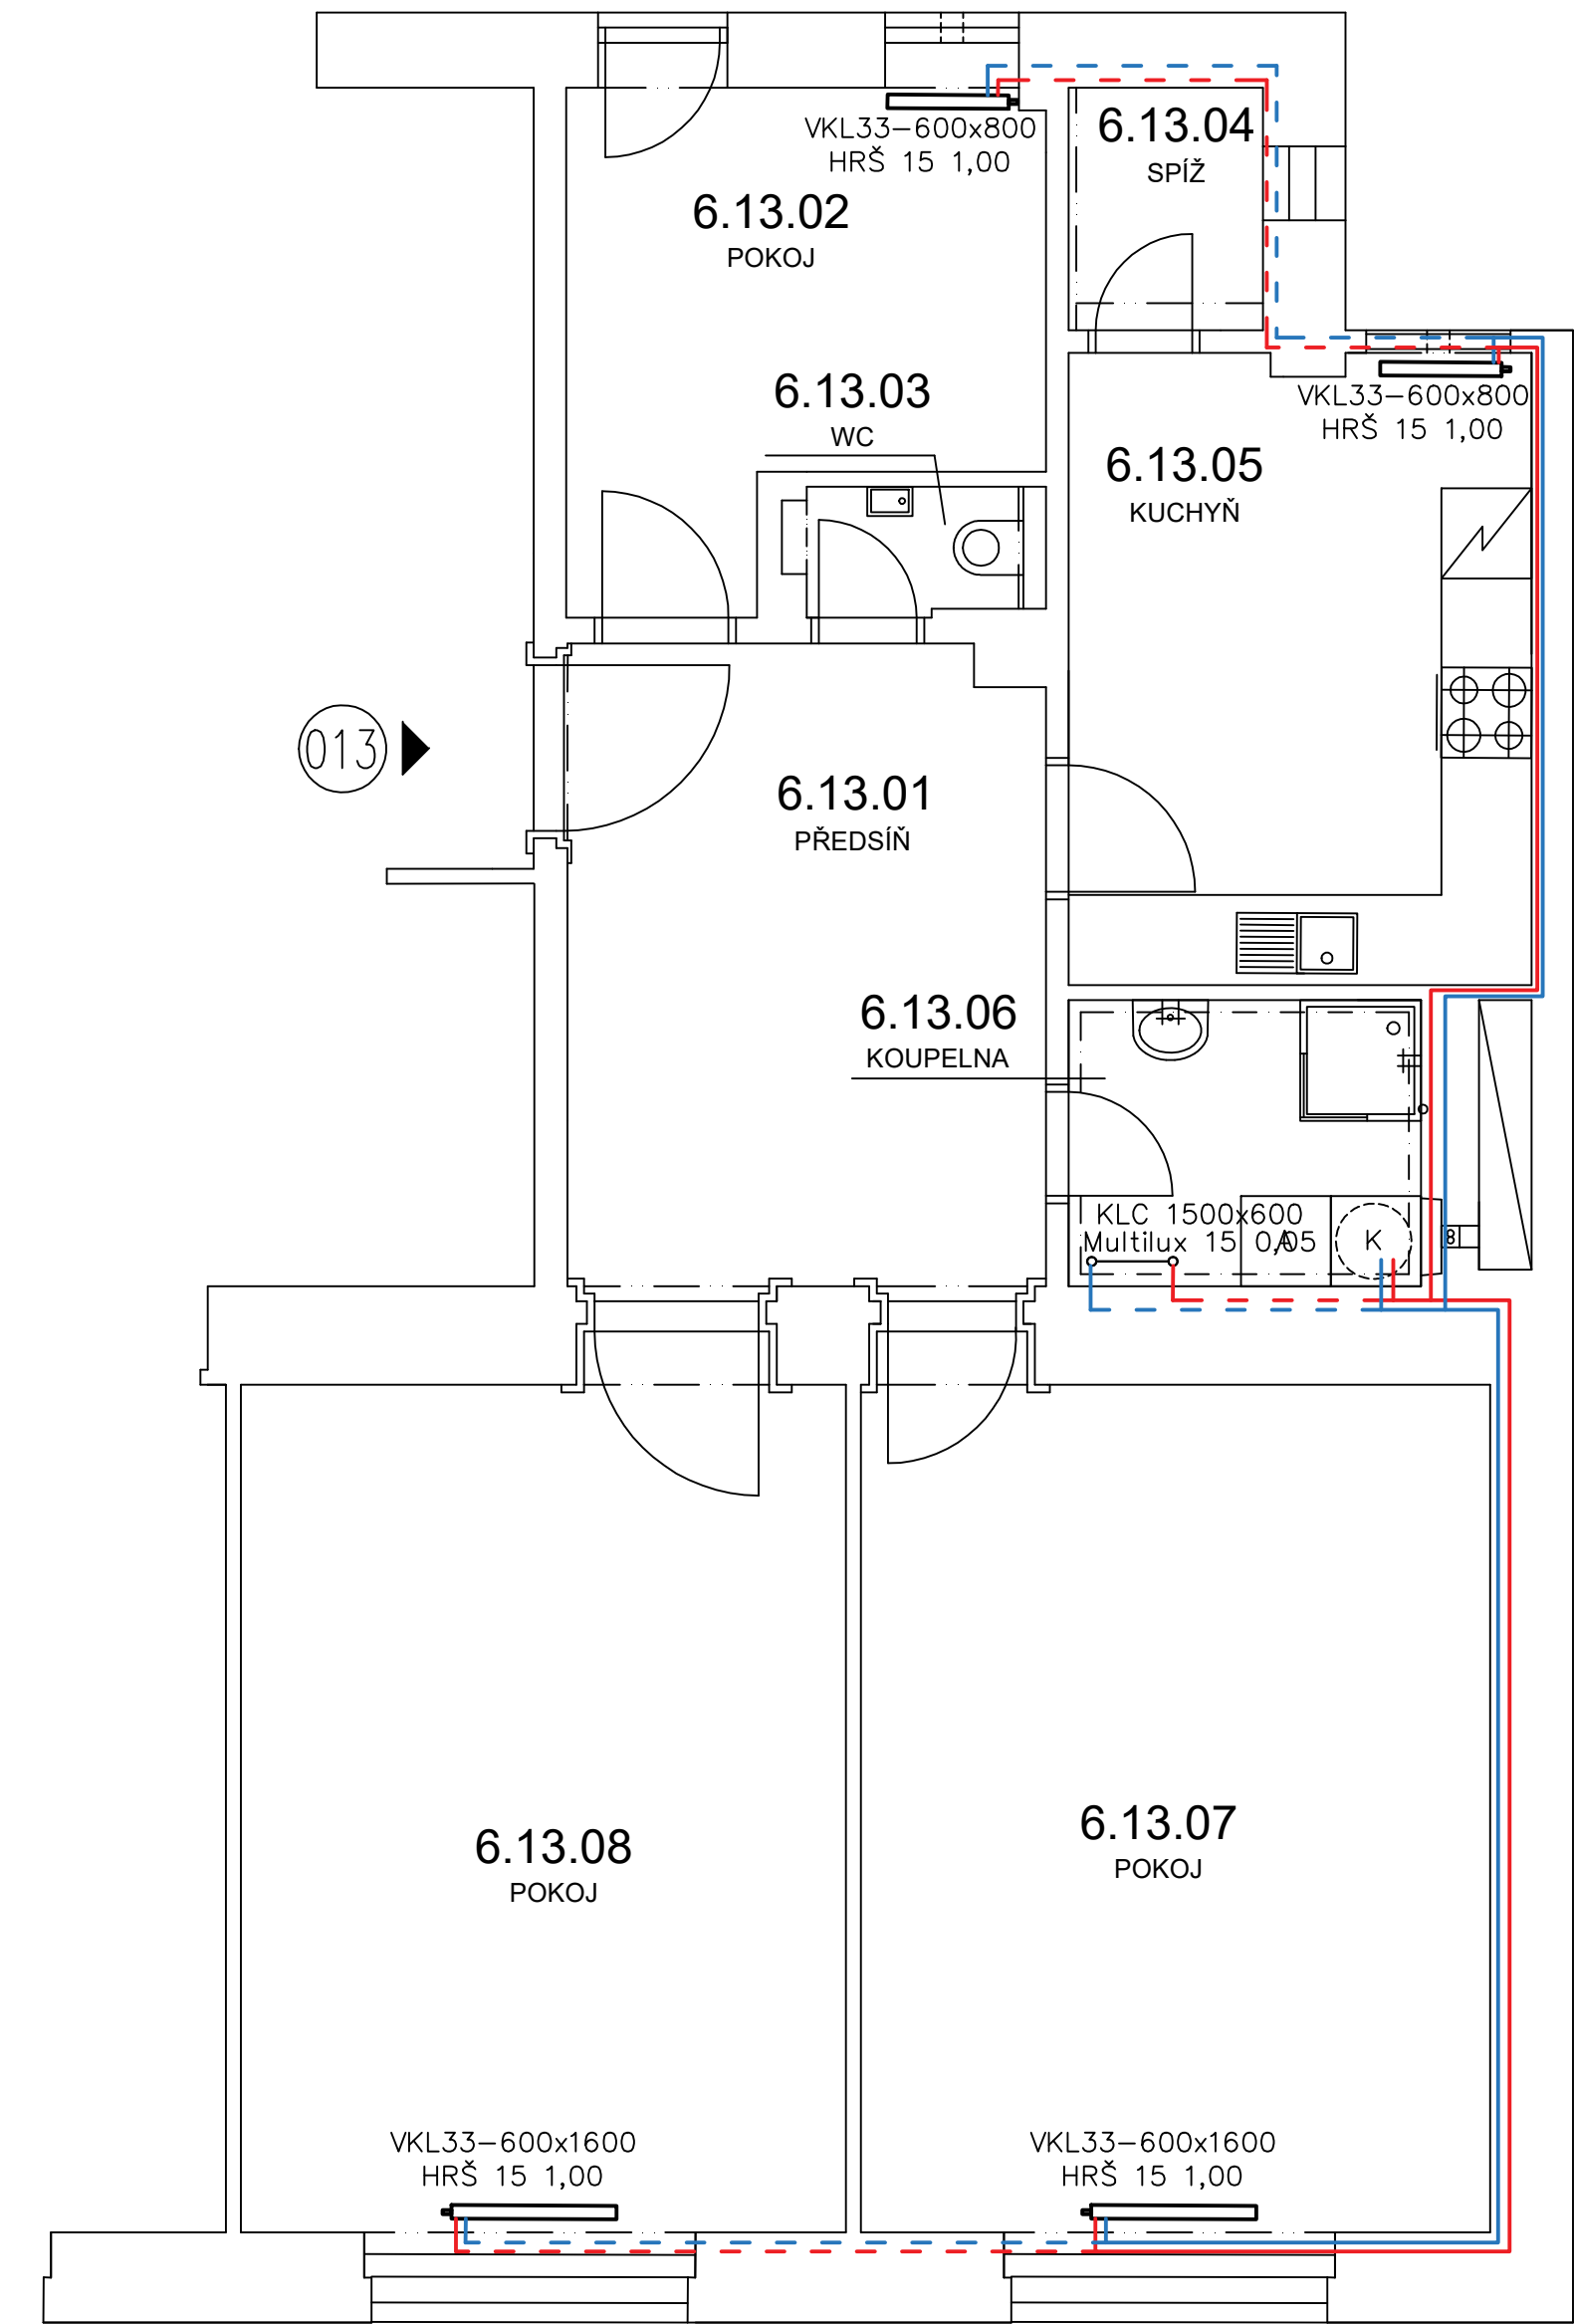 VKL33-600x800
HRŠ 15 1,00
6.13.04
SPÍŽ
6.13.02
POKOJ
6.13.03
WC
VKL33-600x800
HRŠ 15 1,00
6.13.05
KUCHYŇ
013
6.13.01
PŘEDSÍŇ
6.13.06
KOUPELNA
KLC 1500x600
Multilux 15 0,05
A
K
8
6.13.07
POKOJ
6.13.08
POKOJ
VKL33-600x1600
HRŠ 15 1,00
VKL33-600x1600
HRŠ 15 1,00